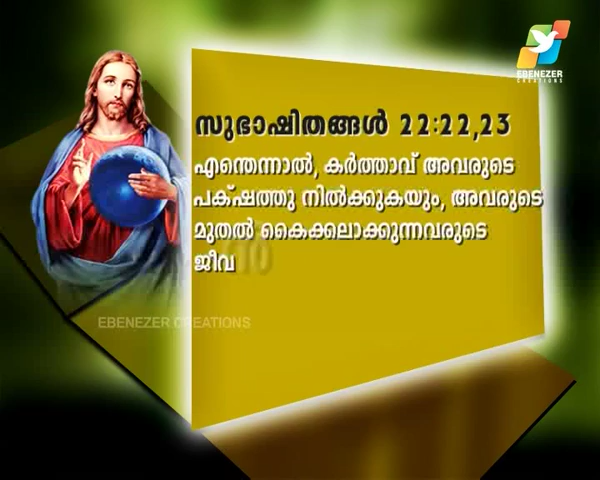 EBENEZER
CREATIONS
സുഭാഷിതങ്ങൾ 22:22,23
എന്തെന്നാൽ, കർത്താവ് അവരുടെ
പക്ഷത്തു നിൽക്കുകയും, അവരുടെ
മുതൽ കൈക്കലാക്കുന്നവരുടെ
ജീവ
EBENEZER CREATIONS